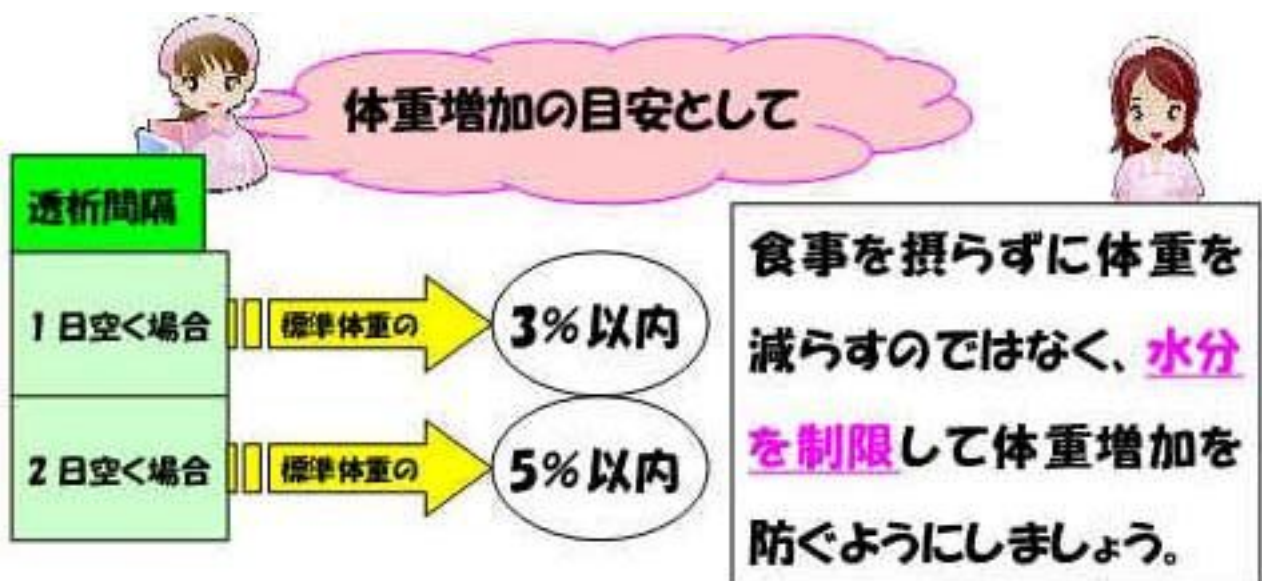 体重増加の目安として
透析間隔
1日空く場合
標準体重の
3%以内
2日空く場合
標準体重の
5%以内
食事を摂らずに体重を
減らすのではなく、水分
を制限して体重増加を
防ぐようにしましょう。